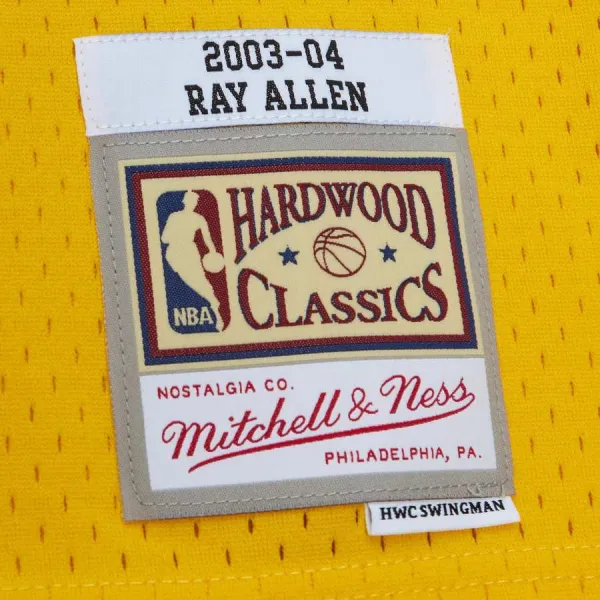 2003-04
RAY ALLEN
HARDWOOD
CLASSICS
NBA
NOSTALGIA CO.
Mitchell & Ness
PHILADELPHIA, PA.
HWC SWINGMAN